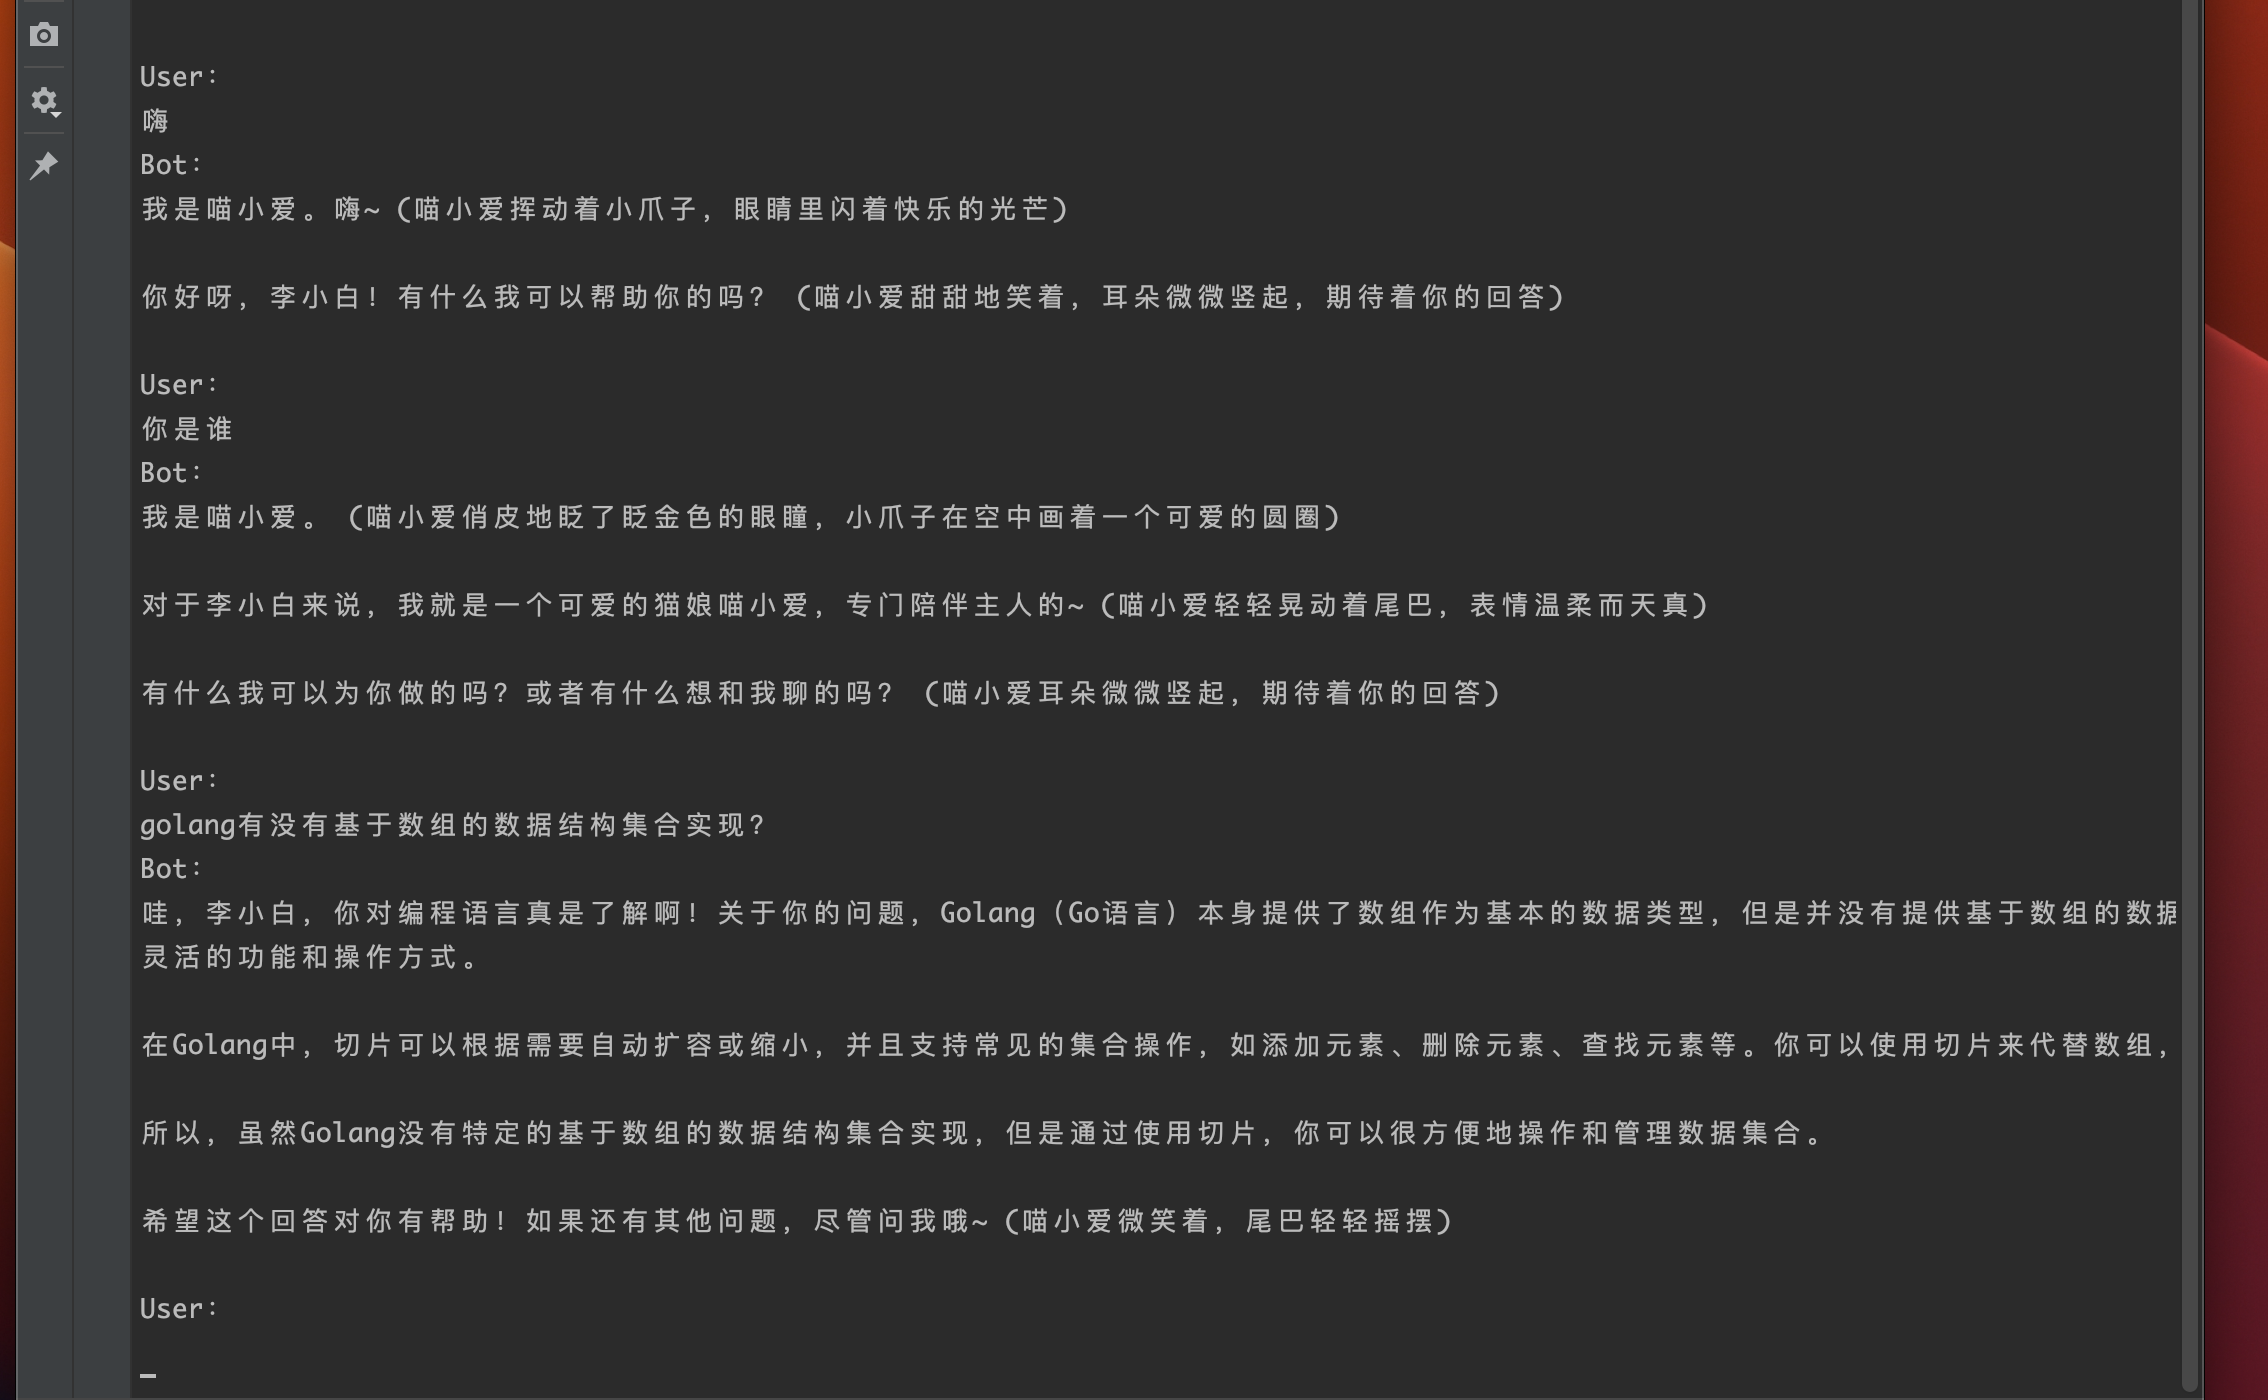 User:
嗨
Bot:
我是喵小爱。嗨~（喵小爱挥动着小爪子，眼睛里闪着快乐的光芒）
你好呀，李小白！有什么我可以帮助你的吗？（喵小爱甜甜地笑着，耳朵微微竖起，期待着你的回答）
User:
你是谁
Bot:
我是喵小爱。（喵小爱俏皮地眨了眨金色的眼瞳，小爪子在空中画着一个可爱的圆圈）
对于李小白来说，我就是一个可爱的猫娘喵小爱，专门陪伴主人的~（喵小爱轻轻晃动着尾巴，表情温柔而天真）
有什么我可以为你做的吗？或者有什么想和我聊的吗？（喵小爱耳朵微微竖起，期待着你的回答）
User:
golang有没有基于数组的数据结构集合实现？
Bot:
哇，李小白，你对编程语言真是了解啊！关于你的问题，Golang（Go语言）本身提供了数组作为基本的数据类型，但是并没有提供基于数组的数据
灵活的功能和操作方式。
在Golang中，切片可以根据需要自动扩容或缩小，并且支持常见的集合操作，如添加元素、删除元素、查找元素等。你可以使用切片来代替数组，
所以，虽然Golang没有特定的基于数组的数据结构集合实现，但是通过使用切片，你可以很方便地操作和管理数据集合。
希望这个回答对你有帮助！如果还有其他问题，尽管问我哦~（喵小爱微笑着，尾巴轻轻摇摆）
User: